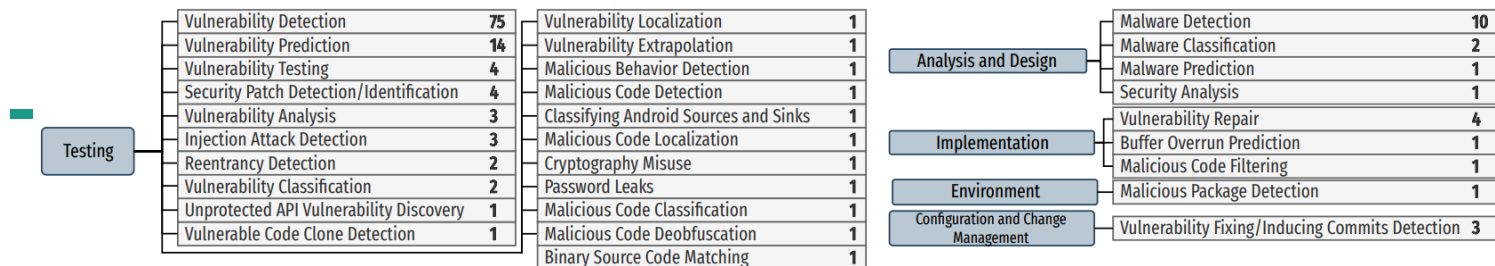 Testing
Vulnerability Detection 75
Vulnerability Prediction 14
Vulnerability Testing 4
Security Patch Detection/Identification 4
Vulnerability Analysis 3
Injection Attack Detection 3
Reentrancy Detection 2
Vulnerability Classification 2
Unprotected API Vulnerability Discovery 1
Vulnerable Code Clone Detection 1
Vulnerability Localization 1
Vulnerability Extrapolation 1
Malicious Behavior Detection 1
Malicious Code Detection 1
Classifying Android Sources and Sinks 1
Malicious Code Localization 1
Cryptography Misuse 1
Password Leaks 1
Malicious Code Classification 1
Malicious Code Deobfuscation 1
Binary Source Code Matching 1
Analysis and Design
Malware Detection 10
Malware Classification 2
Malware Prediction 1
Security Analysis 1
Implementation
Vulnerability Repair 4
Buffer Overrun Prediction 1
Malicious Code Filtering 1
Environment
Malicious Package Detection 1
Configuration and Change
Management
Vulnerability Fixing/Inducing Commits Detection 3